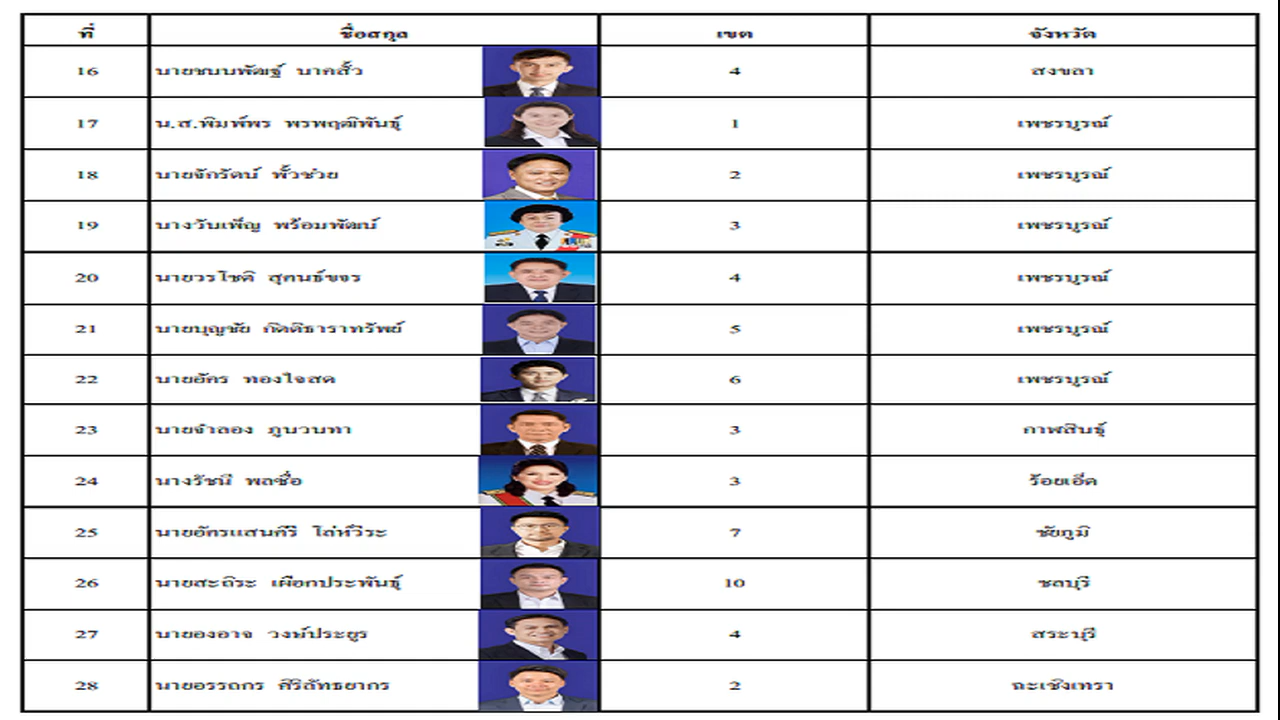 ที่ ชื่อสกุล เขต จังหวัด
16 นายชนนพัฒฐ์ นาคสั้ว 4 สงขลา
17 น.ส.พิมพ์พร พรพฤฒิพันธุ์ 1 เพชรบูรณ์
18 นายจักรัตน์ พั้วช่วย 2 เพชรบูรณ์
19 นางวันเพ็ญ พร้อมพัฒน์ 3 เพชรบูรณ์
20 นายวรโชติ สุคนธ์ขจร 4 เพชรบูรณ์
21 นายบุญชัย กิตติธาราทรัพย์ 5 เพชรบูรณ์
22 นายอัคร ทองใจสด 6 เพชรบูรณ์
23 นายจำลอง ภูนวนทา 3 กาฬสินธุ์
24 นางรัชนี พลซื่อ 3 ร้อยเอ็ด
25 นายอัครแสนคีรี โล่ห์วีระ 7 ชัยภูมิ
26 นายสะถิระ เผือกประพันธุ์ 10 ชลบุรี
27 นายองอาจ วงษ์ประยูร 4 สระบุรี
28 นายอรรถกร ศิริลัทธยากร 2 ฉะเชิงเทรา